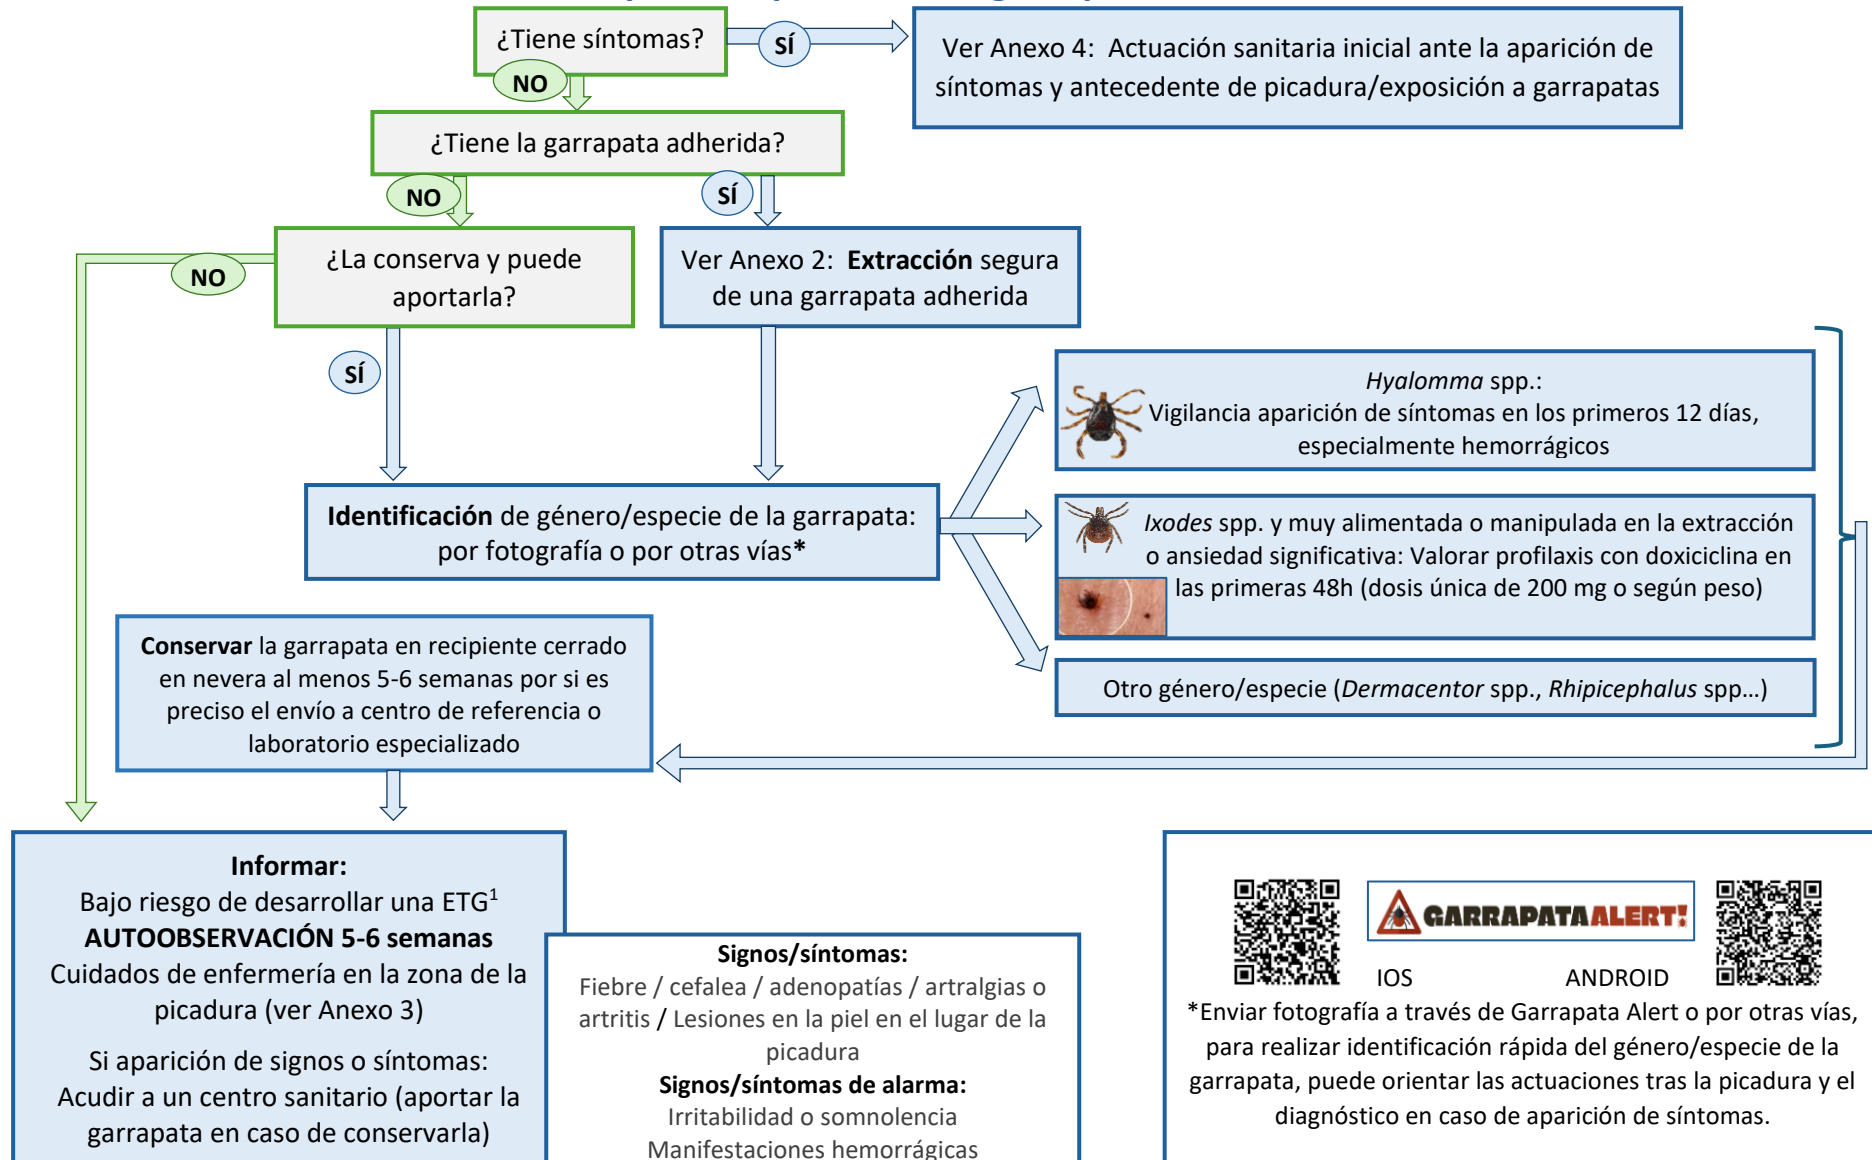 ¿Tiene síntomas?
SÍ
Ver Anexo 4: Actuación sanitaria inicial ante la aparición de
síntomas y antecedente de picadura/exposición a garrapatas
NO
¿Tiene la garrapata adherida?
NO
SÍ
¿La conserva y puede
aportarla?
NO
Ver Anexo 2: Extracción segura
de una garrapata adherida
SÍ
Hyalomma spp.:
Vigilancia aparición de síntomas en los primeros 12 días,
especialmente hemorrágicos
Identificación de género/especie de la garrapata:
por fotografía o por otras vías*
Ixodes spp. y muy alimentada o manipulada en la extracción
o ansiedad significativa: Valorar profilaxis con doxiciclina en
las primeras 48h (dosis única de 200 mg o según peso)
Otro género/especie (Dermacentor spp., Rhipicephalus spp…)
Conservar la garrapata en recipiente cerrado
en nevera al menos 5-6 semanas por si es
preciso el envío a centro de referencia o
laboratorio especializado
Informar:
Bajo riesgo de desarrollar una ETG1
AUTOOBSERVACIÓN 5-6 semanas
Cuidados de enfermería en la zona de la
picadura (ver Anexo 3)
Si aparición de signos o síntomas:
Acudir a un centro sanitario (aportar la
garrapata en caso de conservarla)
Signos/síntomas:
Fiebre / cefalea / adenopatías / artralgias o
artritis / Lesiones en la piel en el lugar de la
picadura
Signos/síntomas de alarma:
Irritabilidad o somnolencia
Manifestaciones hemorrágicas
GARRAPATAALERT!
IOS
ANDROID
*Enviar fotografía a través de Garrapata Alert o por otras vías,
para realizar identificación rápida del género/especie de la
garrapata, puede orientar las actuaciones tras la picadura y el
diagnóstico en caso de aparición de síntomas.